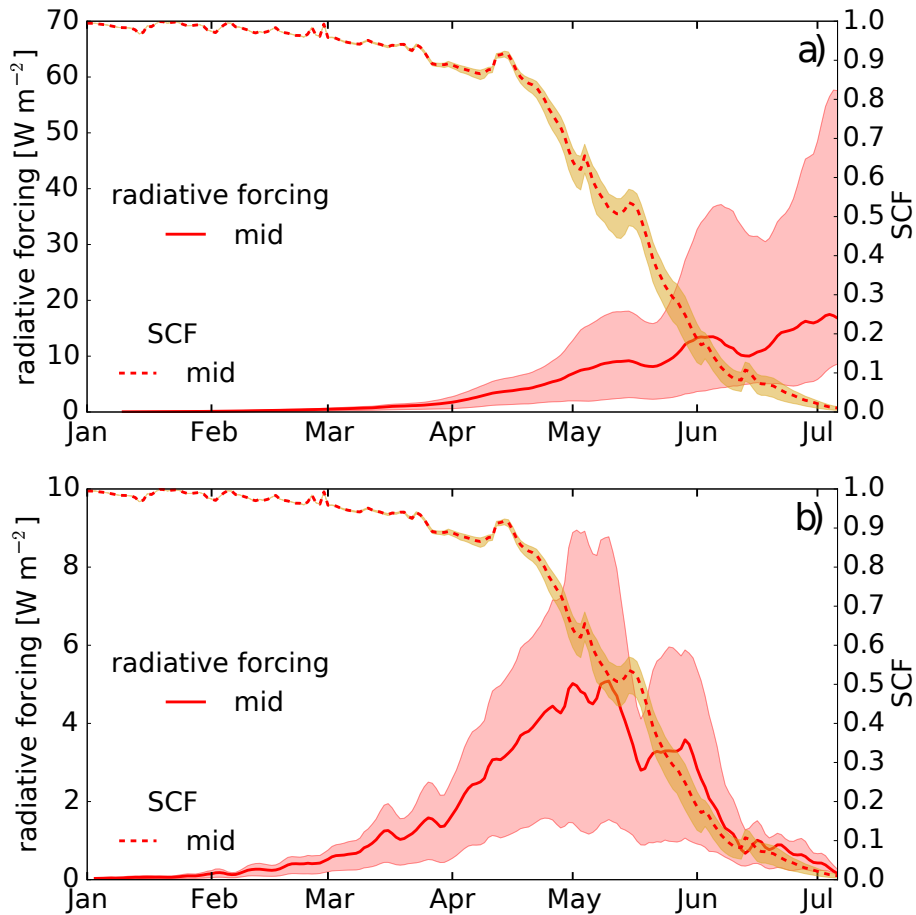 a)
radiative forcing [W m⁻²]
70
60
50
40
30
20
10
0
1.0
0.9
0.8
0.7
0.6
0.5
0.4
0.3
0.2
0.1
0.0
SCF
radiative forcing
mid
SCF
mid
Jan Feb Mar Apr May Jun Jul
b)
radiative forcing [W m⁻²]
10
8
6
4
2
0
1.0
0.9
0.8
0.7
0.6
0.5
0.4
0.3
0.2
0.1
0.0
SCF
radiative forcing
mid
SCF
mid
Jan Feb Mar Apr May Jun Jul